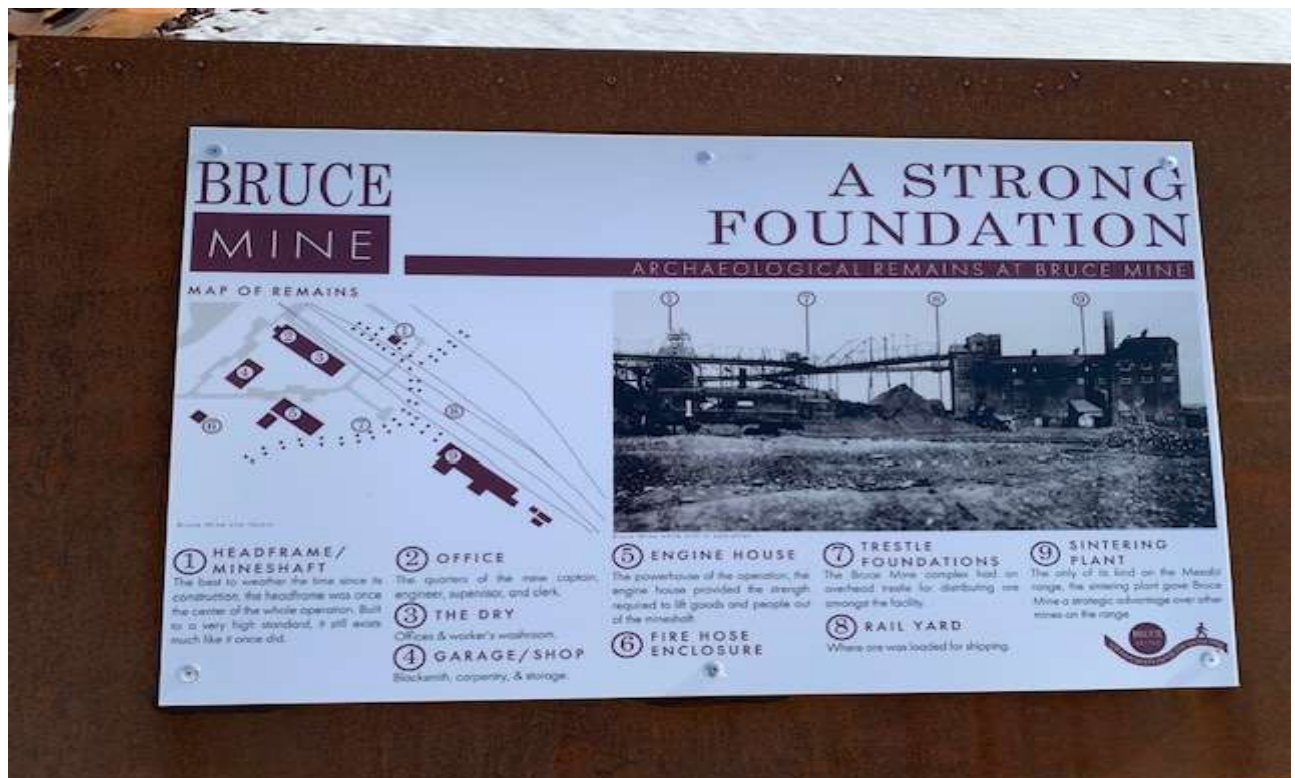 BRUCE
MINE
A STRONG
FOUNDATION
ARCHAEOLOGICAL REMAINS AT BRUCE MINE
MAP OF REMAINS
1
2
3
4
5
6
7
8
9
1
7
8
9
1 HEADFRAME/
MINESHAFT
The best to weather the time since its
construction, the headframe was once
the center of the whole operation. Built
to a very high standard, it still exists
much like it once did.
2 OFFICE
The quarters of the mine captain,
engineer, supervisor, and clerk.
3 THE DRY
Offices & worker's washroom.
4 GARAGE/SHOP
Blacksmith, carpentry, & storage.
5 ENGINE HOUSE
The powerhouse of the operation, the
engine house provided the strength
required to lift goods and people out
of the mineshaft.
6 FIRE HOSE
ENCLOSURE
7 TRESTLE
FOUNDATIONS
The Bruce Mine complex had an
overhead trestle for distributing ore
amongst the facility.
8 RAIL YARD
Where ore was loaded for shipping.
9 SINTERING
PLANT
The only of its kind on the Mesabi
range, the sintering plant gave Bruce
Mine a strategic advantage over other
mines on the range
BRUCE